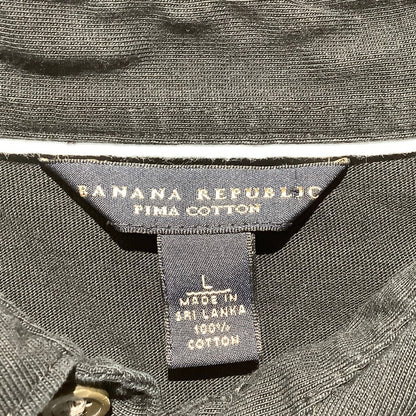 BANANA REPUBLIC
PIMA COTTON
L
MADE IN
SRI LANKA
100%
COTTON